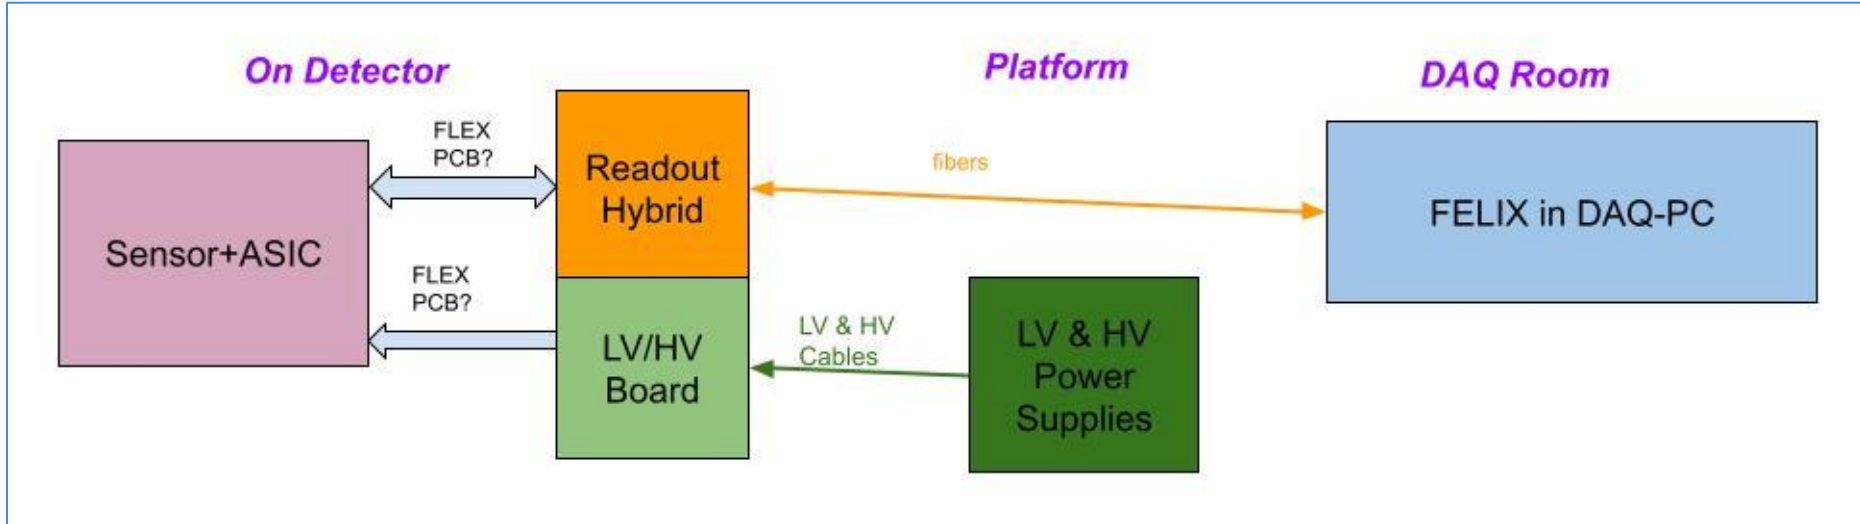 On Detector
Platform
DAQ Room
FLEX
PCB?
Readout
Hybrid
fibers
Sensor+ASIC
FELIX in DAQ-PC
FLEX
PCB?
LV/HV
Board
LV & HV
Cables
LV & HV
Power
Supplies